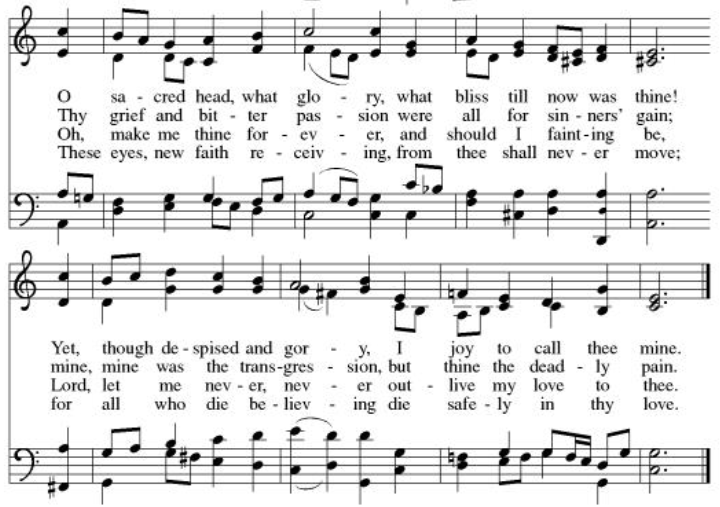 O sa - cred head, what glo - ry, what bliss till now was thine!
Thy grief and bit - ter pas - sion were all for sin - ners' gain;
Oh, make me thine for - ev - er, and should I faint - ing be,
These eyes, new faith re - ceiv - ing, from thee shall nev - er move;
Yet, though de - spised and gor - y, I joy to call thee mine.
mine, mine was the trans - gres - sion, but thine the dead - ly pain.
Lord, let me nev - er, nev - er out - live my love to thee.
for all who die be - liev - ing die safe - ly in thy love.